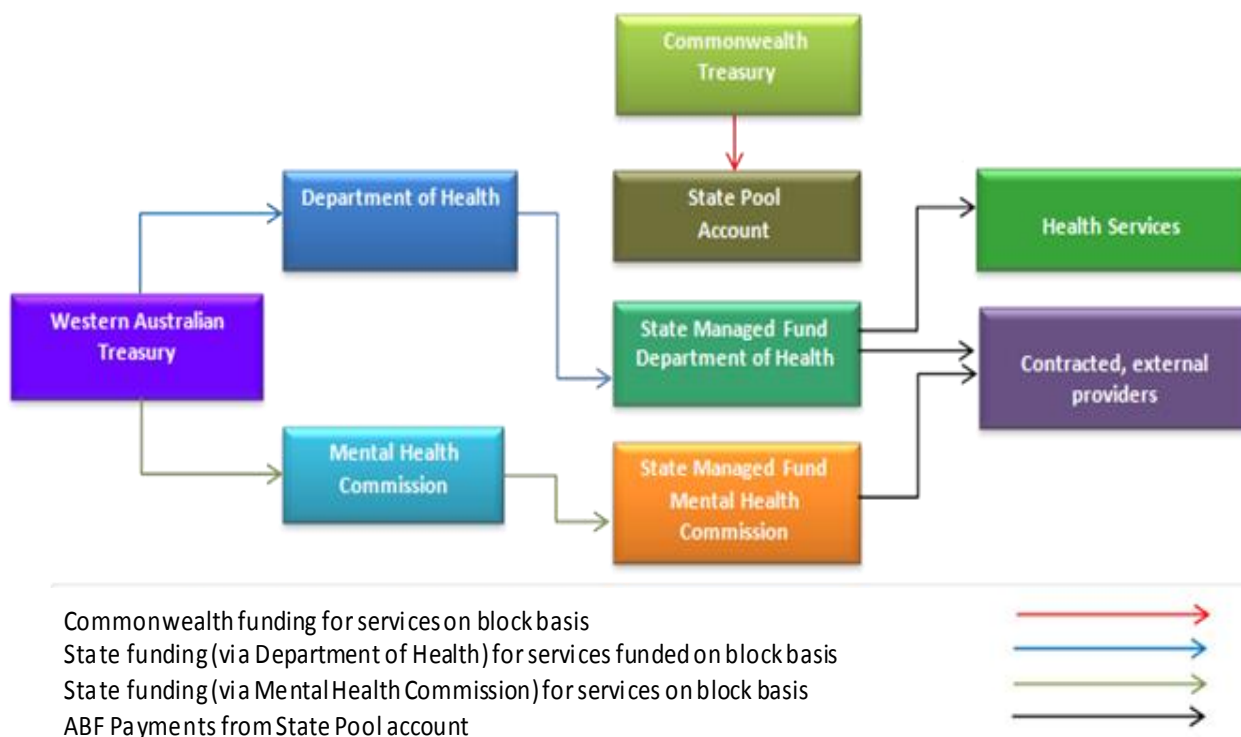 Commonwealth
Treasury
Department of Health
State Pool
Account
Health Services
Western Australian
Treasury
State Managed Fund
Department of Health
Contracted, external
providers
Mental Health
Commission
State Managed Fund
Mental Health
Commission
Commonwealth funding for services on block basis
State funding (via Department of Health) for services funded on block basis
State funding (via Mental Health Commission) for services on block basis
ABF Payments from State Pool account